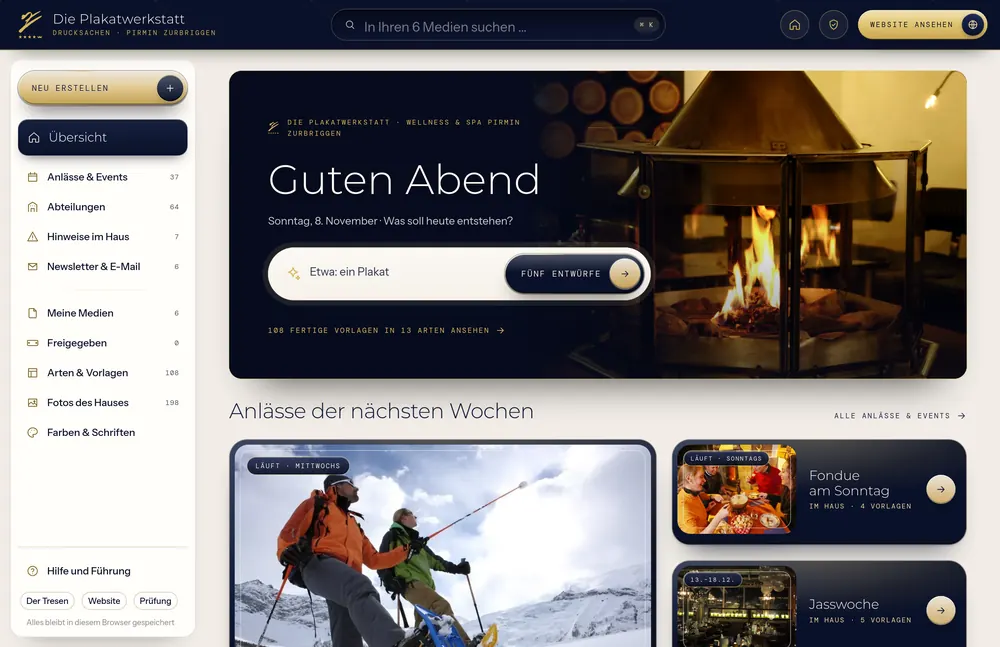 Die Plakatwerkstatt
DRUCKSACHEN · PIRMIN ZURBRIGGEN
In Ihren 6 Medien suchen ...
⌘ K
WEBSITE ANSEHEN
NEU ERSTELLEN
Übersicht
Anlässe & Events 37
Abteilungen 64
Hinweise im Haus 7
Newsletter & E-Mail 6
Meine Medien 6
Freigegeben 0
Arten & Vorlagen 108
Fotos des Hauses 198
Farben & Schriften
Hilfe und Führung
Der Tresen
Website
Prüfung
Alles bleibt in diesem Browser gespeichert
DIE PLAKATWERKSTATT · WELLNESS & SPA PIRMIN
ZURBRIGGEN
Guten Abend
Sonntag, 8. November · Was soll heute entstehen?
Etwa: ein Plakat
FÜNF ENTWÜRFE
108 FERTIGE VORLAGEN IN 13 ARTEN ANSEHEN
Anlässe der nächsten Wochen
ALLE ANLÄSSE & EVENTS
LÄUFT · MITTWOCHS
LÄUFT · SONNTAGS
Fondue
am Sonntag
IM HAUS · 4 VORLAGEN
13.–18.12.
Jasswoche
IM HAUS · 5 VORLAGEN